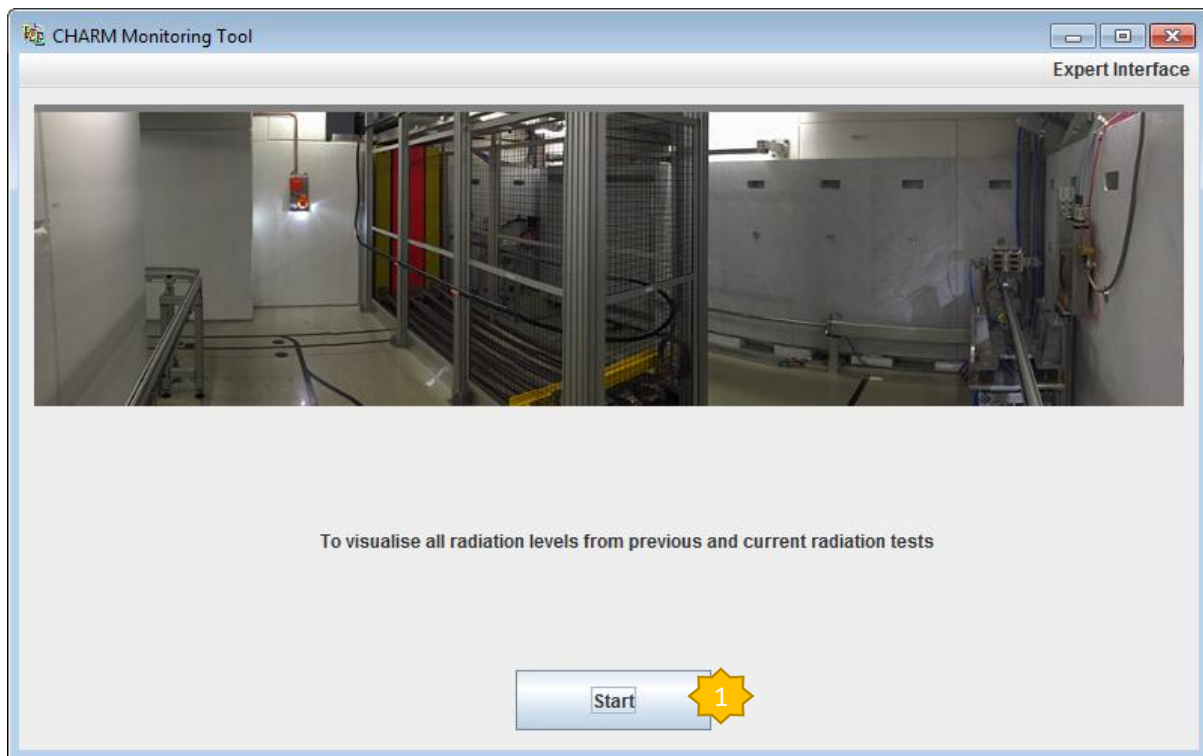 CHARM Monitoring Tool
Expert Interface
To visualise all radiation levels from previous and current radiation tests
Start
1